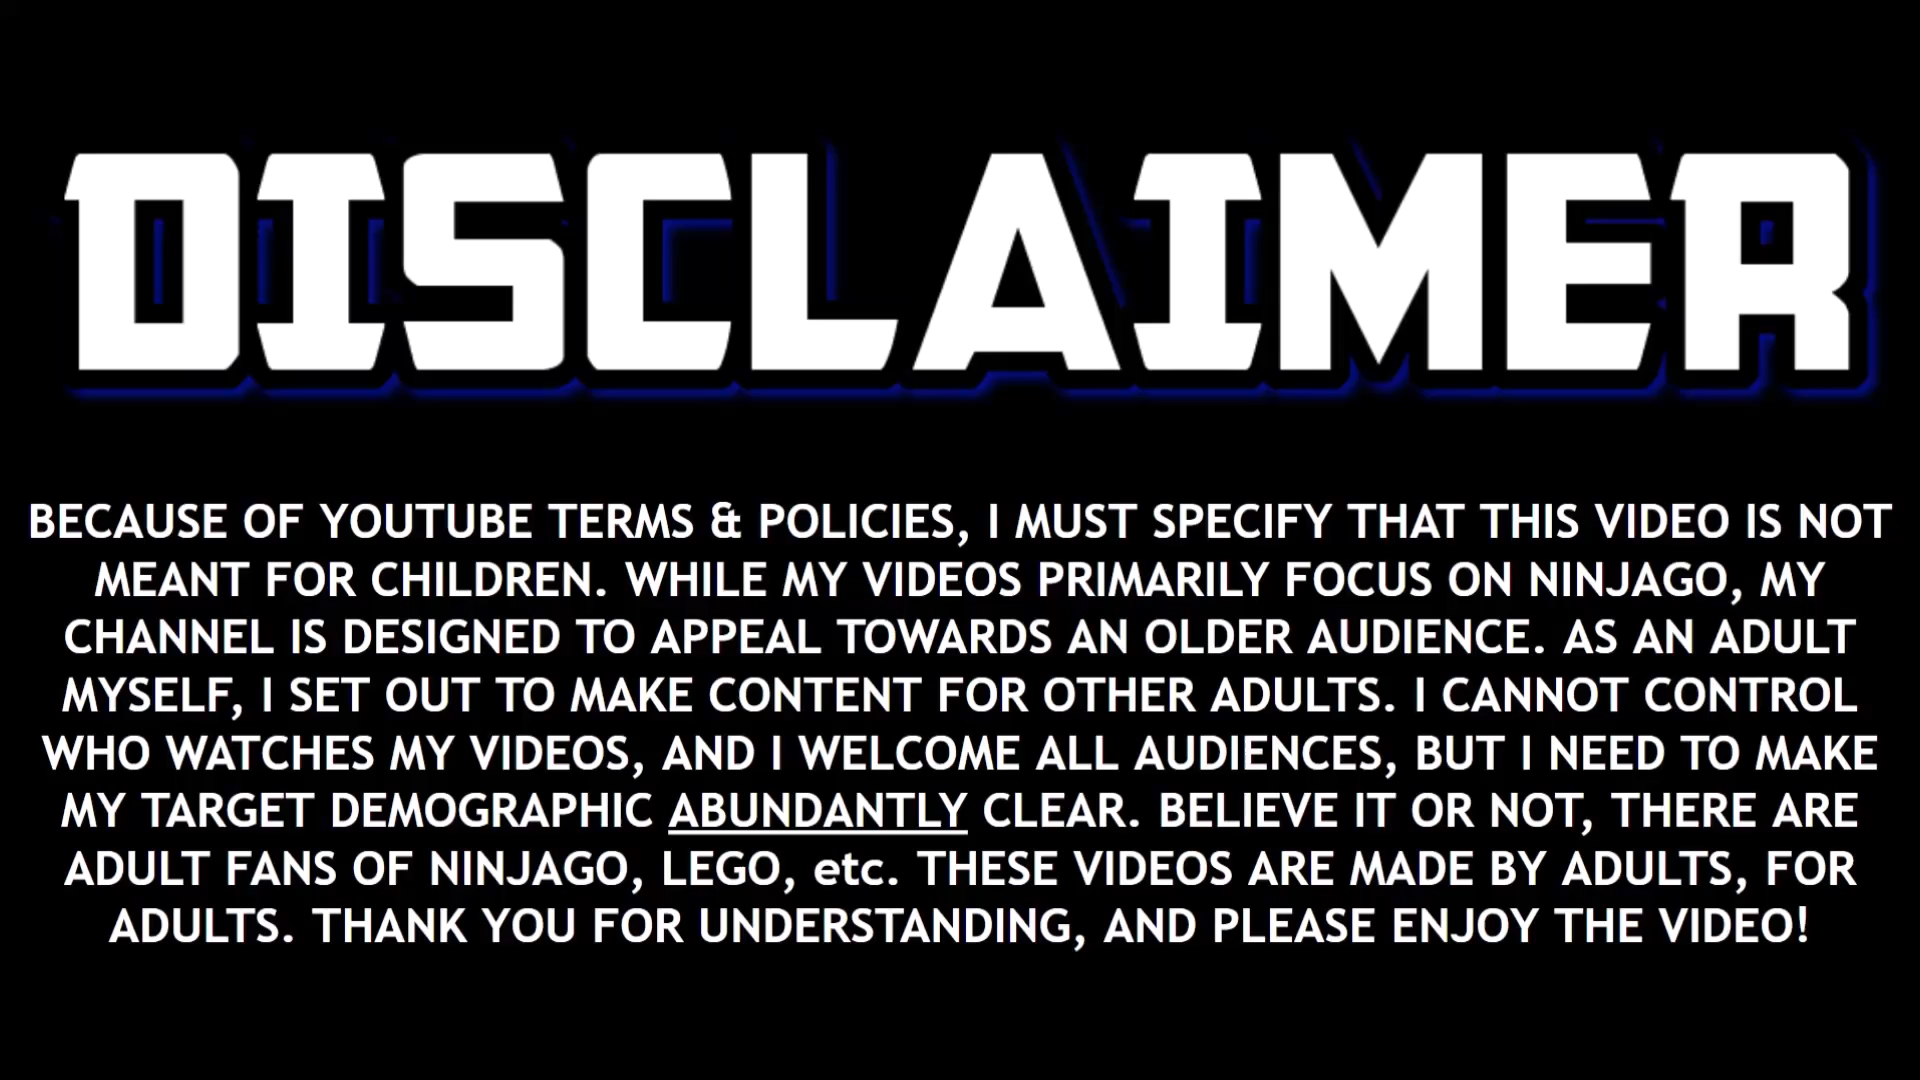 DISCLAIMER
BECAUSE OF YOUTUBE TERMS & POLICIES, I MUST SPECIFY THAT THIS VIDEO IS NOT
MEANT FOR CHILDREN. WHILE MY VIDEOS PRIMARILY FOCUS ON NINJAGO, MY
CHANNEL IS DESIGNED TO APPEAL TOWARDS AN OLDER AUDIENCE. AS AN ADULT
MYSELF, I SET OUT TO MAKE CONTENT FOR OTHER ADULTS. I CANNOT CONTROL
WHO WATCHES MY VIDEOS, AND I WELCOME ALL AUDIENCES, BUT I NEED TO MAKE
MY TARGET DEMOGRAPHIC ABUNDANTLY CLEAR. BELIEVE IT OR NOT, THERE ARE
ADULT FANS OF NINJAGO, LEGO, etc. THESE VIDEOS ARE MADE BY ADULTS, FOR
ADULTS. THANK YOU FOR UNDERSTANDING, AND PLEASE ENJOY THE VIDEO!